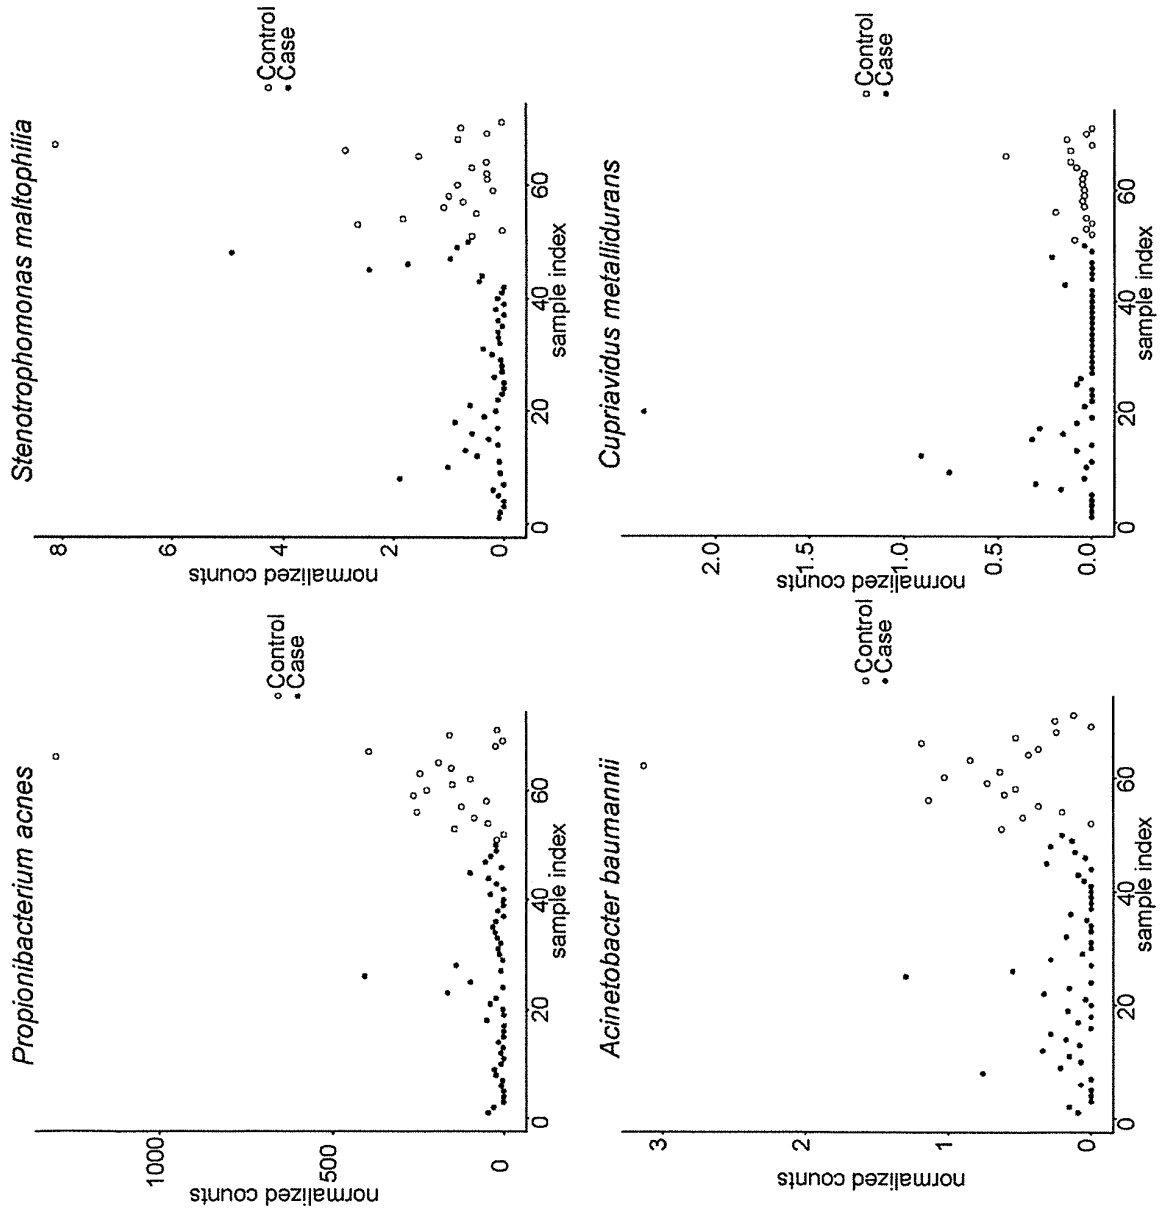 Propionibacterium acnes
normalized counts
1000
500
0
0
20
40
60
sample index
Control
Case
Stenotrophomonas maltophilia
normalized counts
8
6
4
2
0
0
20
40
60
sample index
Control
Case
Acinetobacter baumannii
normalized counts
3
2
1
0
0
20
40
60
sample index
Control
Case
Cupriavidus metallidurans
normalized counts
2.0
1.5
1.0
0.5
0.0
0
20
40
60
sample index
Control
Case